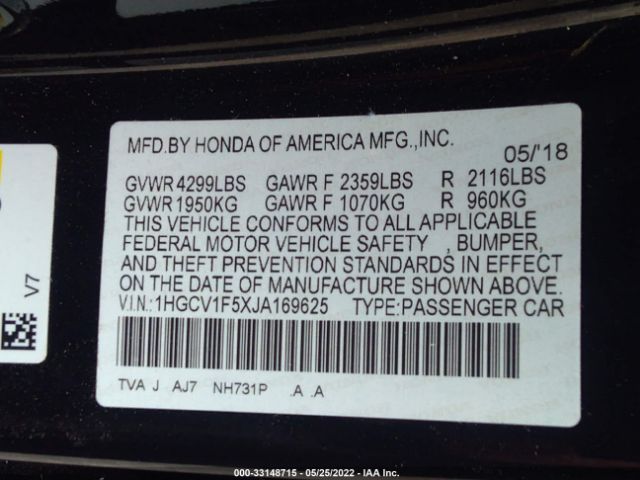 MFD.BY HONDA OF AMERICA MFG.,INC.
05/'18
GVWR 4299LBS GAWR F 2359LBS R 2116LBS
GVWR 1950KG GAWR F 1070KG R 960KG
THIS VEHICLE CONFORMS TO ALL APPLICABLE
FEDERAL MOTOR VEHICLE SAFETY , BUMPER,
AND THEFT PREVENTION STANDARDS IN EFFECT
ON THE DATE OF MANUFACTURE SHOWN ABOVE.
V.I.N.:1HGCV1F5XJA169625 TYPE:PASSENGER CAR
TVA J AJ7 NH731P .A .A
V7
000-33148715 - 05/25/2022 - IAA Inc.